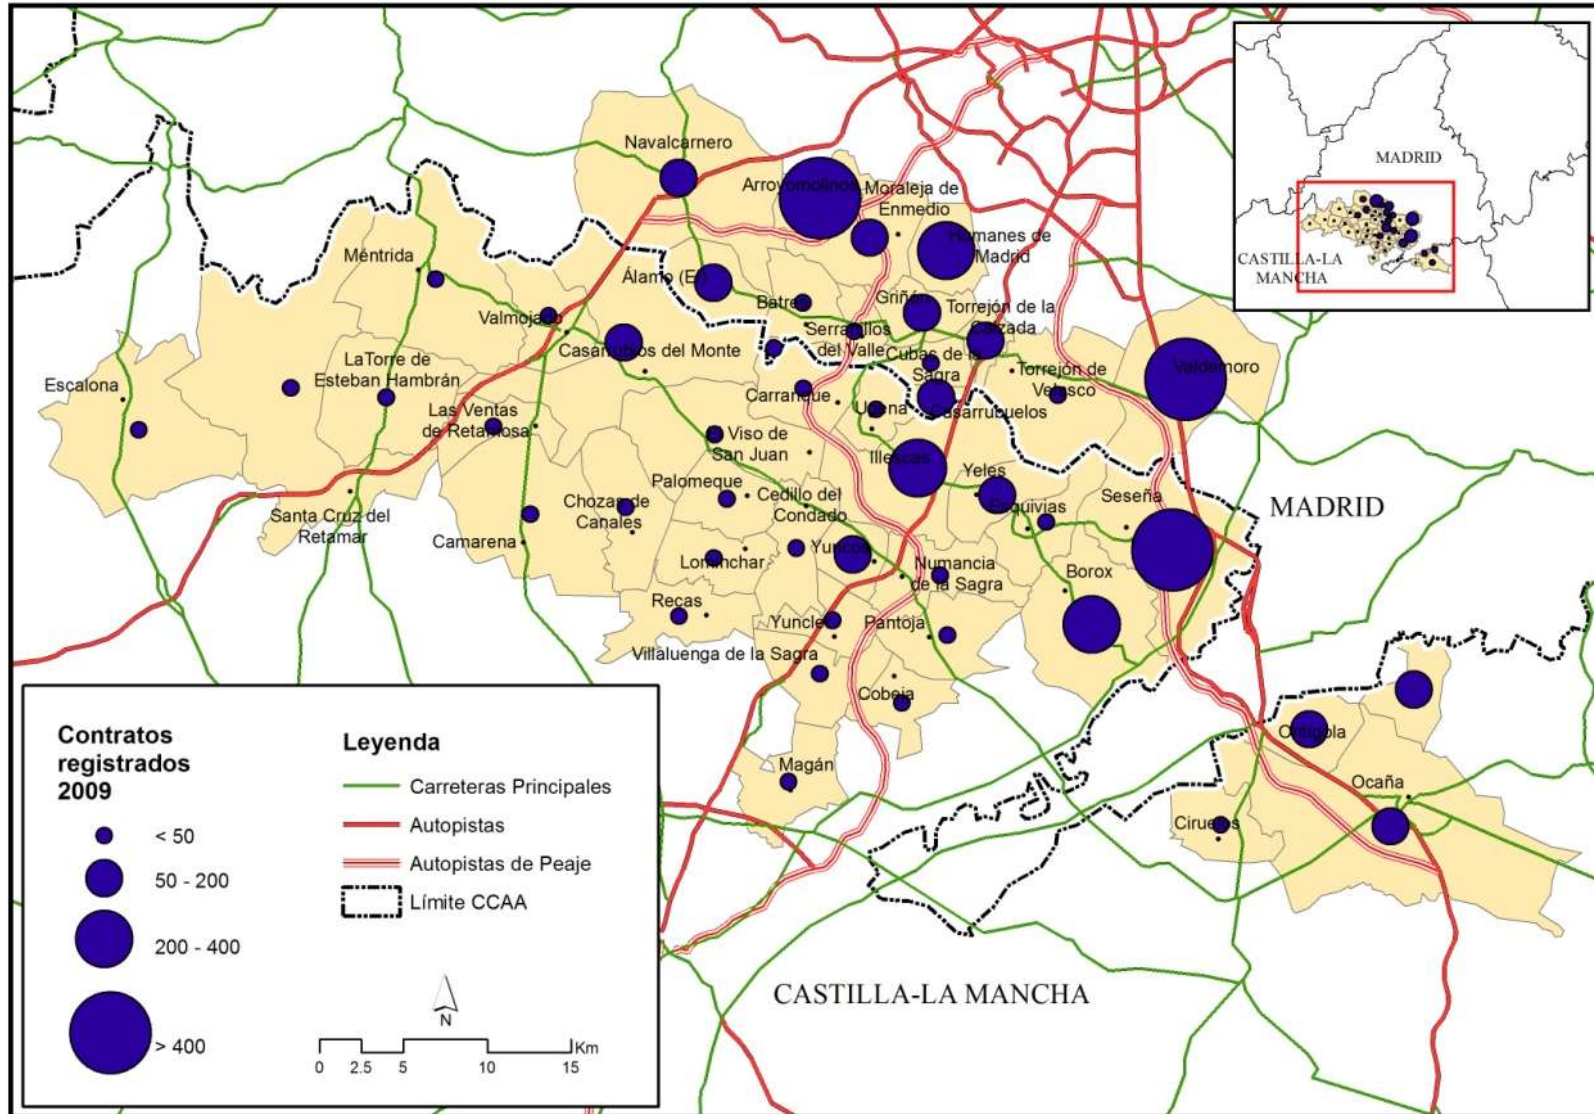 MADRID
CASTILLA-LA
MANCHA
Navalcarnero
Arroyomolinos
Moraleja de
Enmedio
Humanes de
Madrid
Méntrida
Álamo (El)
Batres
Griñón
Torrejón de la
Calzada
Valmojado
Serranillos
del Valle
Casarrubios del Monte
Cubas de la
Sagra
Torrejón de
Velasco
Valdemoro
LaTorre de
Esteban Hambrán
Escalona
Carranque
Ugena
Casarrubuelos
Las Ventas
de Retamosa
Viso de
San Juan
Illescas
Yeles
Seseña
MADRID
Palomeque
Cedillo del
Condado
Chozas de
Canales
Esquivias
Santa Cruz del
Retamar
Camarena
Lominchar
Yuncos
Numancia
de la Sagra
Borox
Recas
Yuncler
Pantoja
Villaluenga de la Sagra
Cobeja
Ontígola
Magán
Ocaña
Ciruelos
CASTILLA-LA MANCHA
Contratos
registrados
2009
< 50
50 - 200
200 - 400
> 400
Leyenda
Carreteras Principales
Autopistas
Autopistas de Peaje
Límite CCAA
N
Km
0 2.5 5 10 15